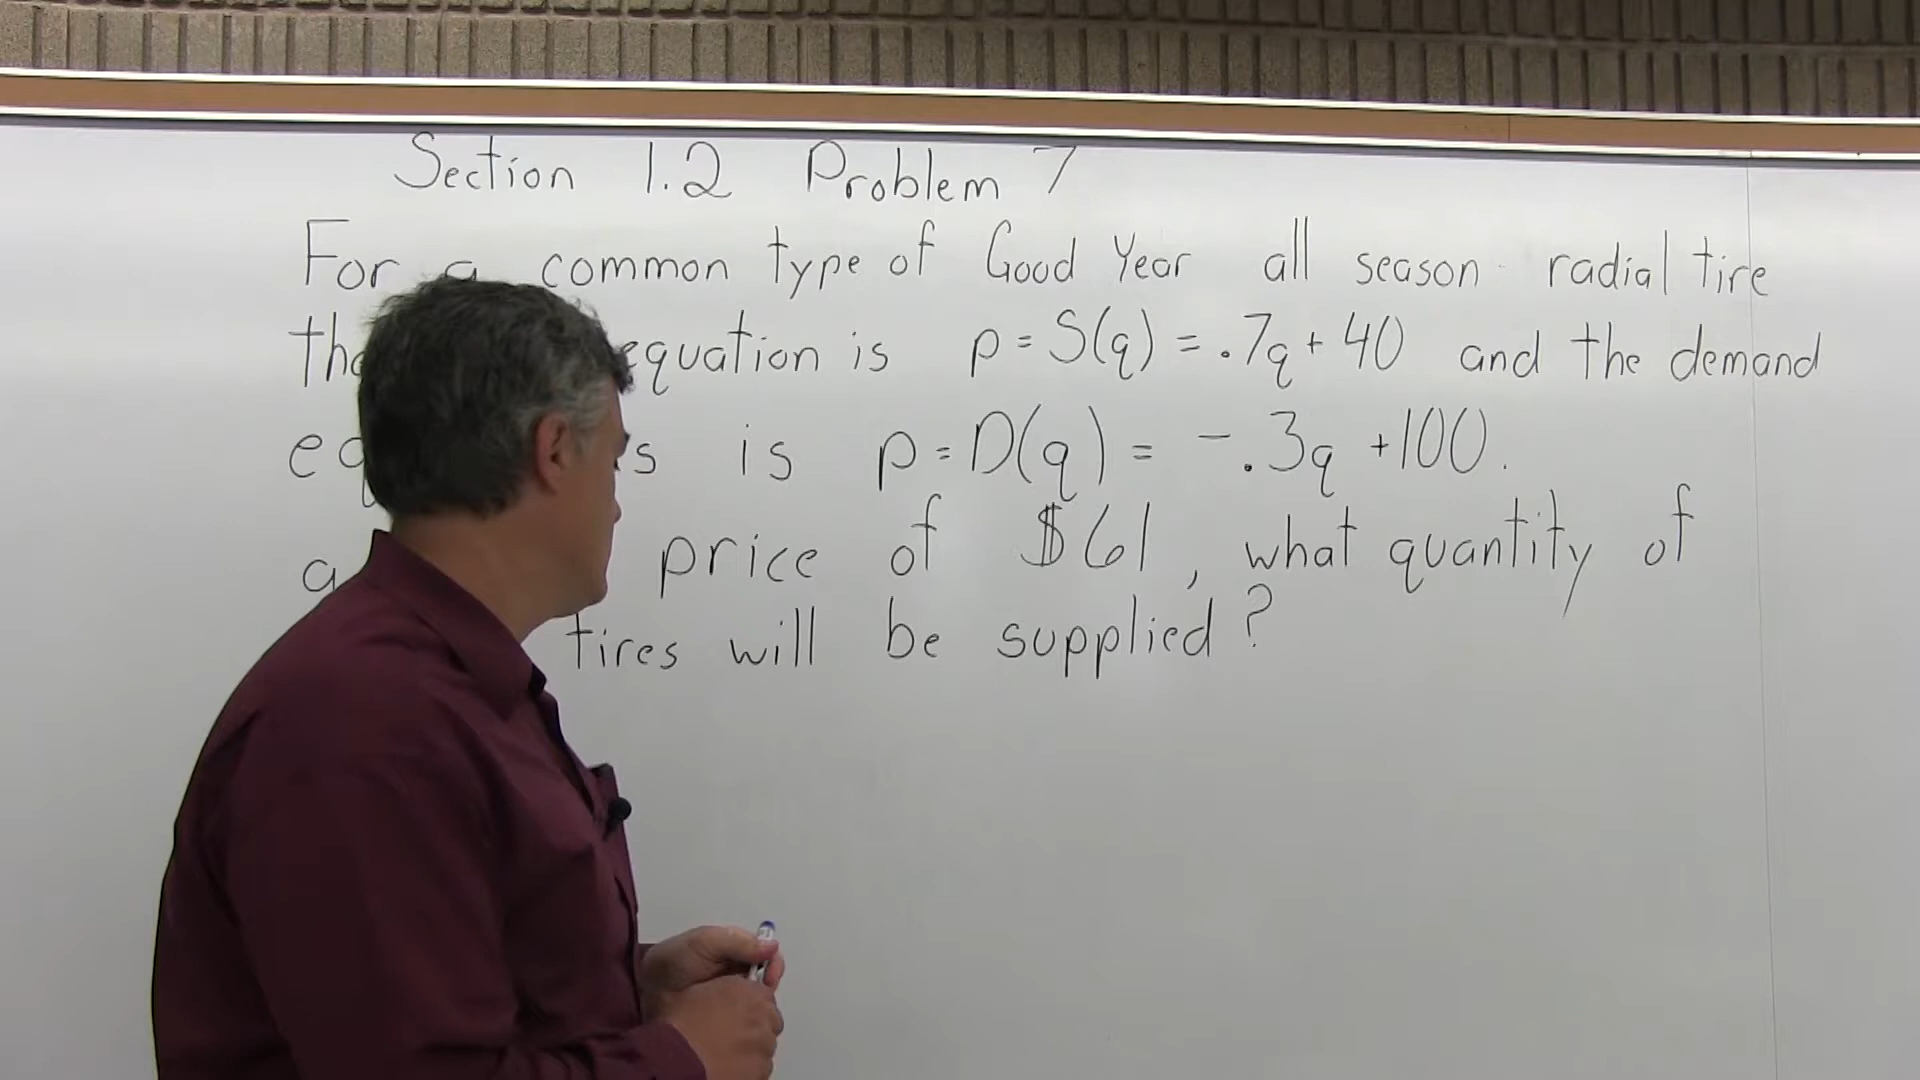 Section 1.2 Problem 7
For a common type of Good Year all season radial tire
the equation is p = S(q) = .7q + 40 and the demand
is p = D(q) = -.3q + 100.
price of $61, what quantity of
tires will be supplied?